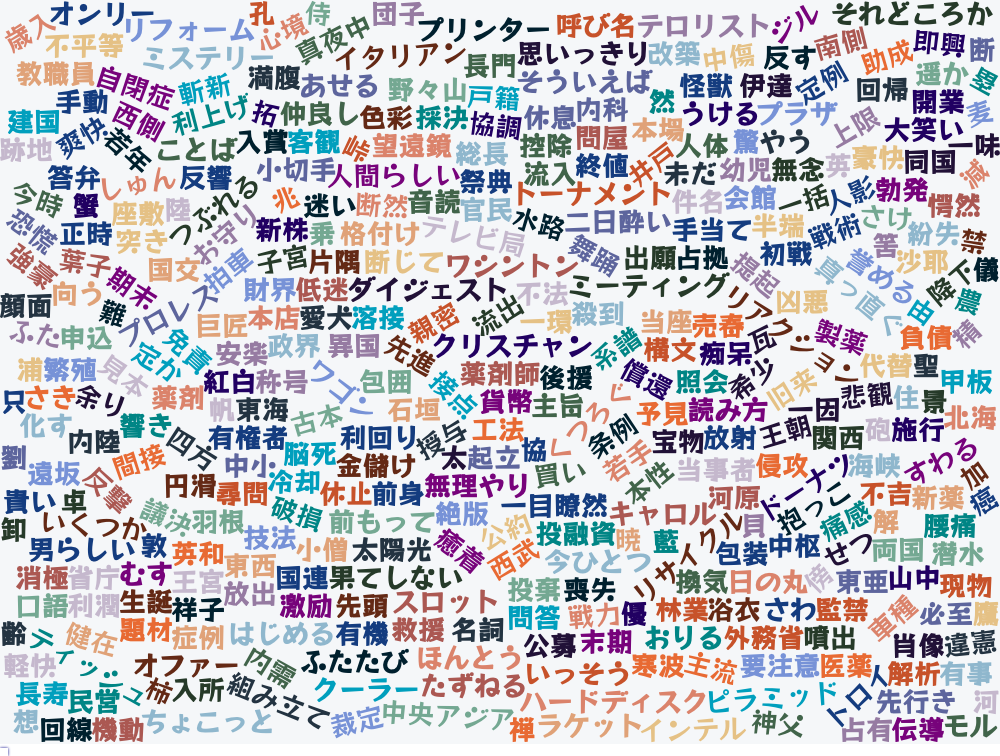 歳入 オンリー リフォーム 孔 心境 侍 真夜中 団子 プリンター 呼び名 テロリスト ジル それどころか
不平等 ミステリー イタリアン 長門 思いっきり 改築 中傷 反す 南側 助成 即興 断
教職員 自閉症 斬新 満腹 あせる 野々山 戸籍 そういえば 怪獣 伊達 定例 回帰 遥か 塁
手動 西側 利上げ 拓 仲良し 色彩 採決 協調 休息 内科 然 うける プラザ 上限 開業 麦
建国 爽快 若年 ことば 入賞 客観 峠 望遠鏡 総長 控除 問屋 本場 人体 驚 やう 大笑い 一味
跡地 答弁 しゅん 反響 小切手 人間らしい 祭典 流入 終値 井戸 未だ 幼児 無念 英 豪快 同国 減
今時 蟹 座敷 陸 つぶれる 兆 迷い 断然 音読 官民 トーナメント 件名 会館 一括 人影 勃発 愕然
恐慌 正時 突き お守り 新株 乗 格付け テレビ局 水路 二日酔い 手当て 半端 戦術 さけ 筈 紛失 禁
強豪 葉子 期末 国交 拍車 子宮 片隅 断じて ワシントン 舞踊 出願 占拠 提起 初戦 真っ直ぐ 誉める 沙耶 下 儀
顔面 向う 難 プロレス 財界 低迷 ダイジェスト 不法 ミーティング リアクション 凶悪 由 農
ふた 申込 免責 巨匠 本店 愛犬 溶接 親密 流出 一環 殺到 当座 売春 瓦 製薬 負債 精
定か 安楽 政界 異国 先進 クリスチャン 系譜 構文 痴呆 希少 代替 聖
浦 繁殖 見本 薬剤 紅白 称号 ワゴン 包囲 接点 薬剤師 後援 償還 照会 旧来 悲観 住 甲板
只 さき 余り 帆 東海 古本 石垣 貨幣 主旨 くつろぐ 予見 読み方 一因 景 北海
化す 内陸 響き 四方 有権者 脳死 利回り 授与 工法 協 条例 宝物 放射 王朝 関西 砲 施行
劉 遠坂 反撃 間接 中小 冷却 金儲け 太 起立 買い 若手 本性 当事者 侵攻 ドーナツ 海峡 すわる 加
貴い 卓 円滑 尋問 休止 前身 無理やり 一目瞭然 キャロル 河原 貝 抱っこ 不吉 新薬 癌
卸 いくつか 議決 羽根 破損 前もって 絶版 公約 投融資 暁 藍 リサイクル 痛感 解 腰痛
男らしい 敦 英和 技法 小僧 太陽光 癒着 西武 今ひとつ 包装 中枢 せつ 両国 潜水
消極 省庁 むす 王宮 東西 放出 国連 果てしない 投棄 喪失 換気 日の丸 傍 東亜 山中 現物
口語 利潤 生誕 祥子 激励 先頭 スロット 問答 戦力 優 林業 浴衣 さわ 監禁 車種 必至 鷹
齢 ティッシュ 健在 題材 症例 はじめる 有機 救援 名詞 公募 末期 おりる 外務省 噴出 肖像 違憲
軽快 オファー 内需 ふたたび ほんとう いっそう 寒波 主流 要注意 医薬 解析 有事
長寿 民営 柿 入所 組み立て クーラー たずねる ハードディスク ピラミッド トロイ 先行き 河
想 回線 機動 ちょこっと 裁定 中央アジア 禅 ラケット インテル 神父 占有 伝導 モル